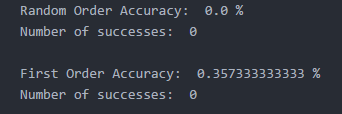 Random Order Accuracy:  0.0 %
Number of successes:  0

First Order Accuracy:  0.357333333333 %
Number of successes:  0